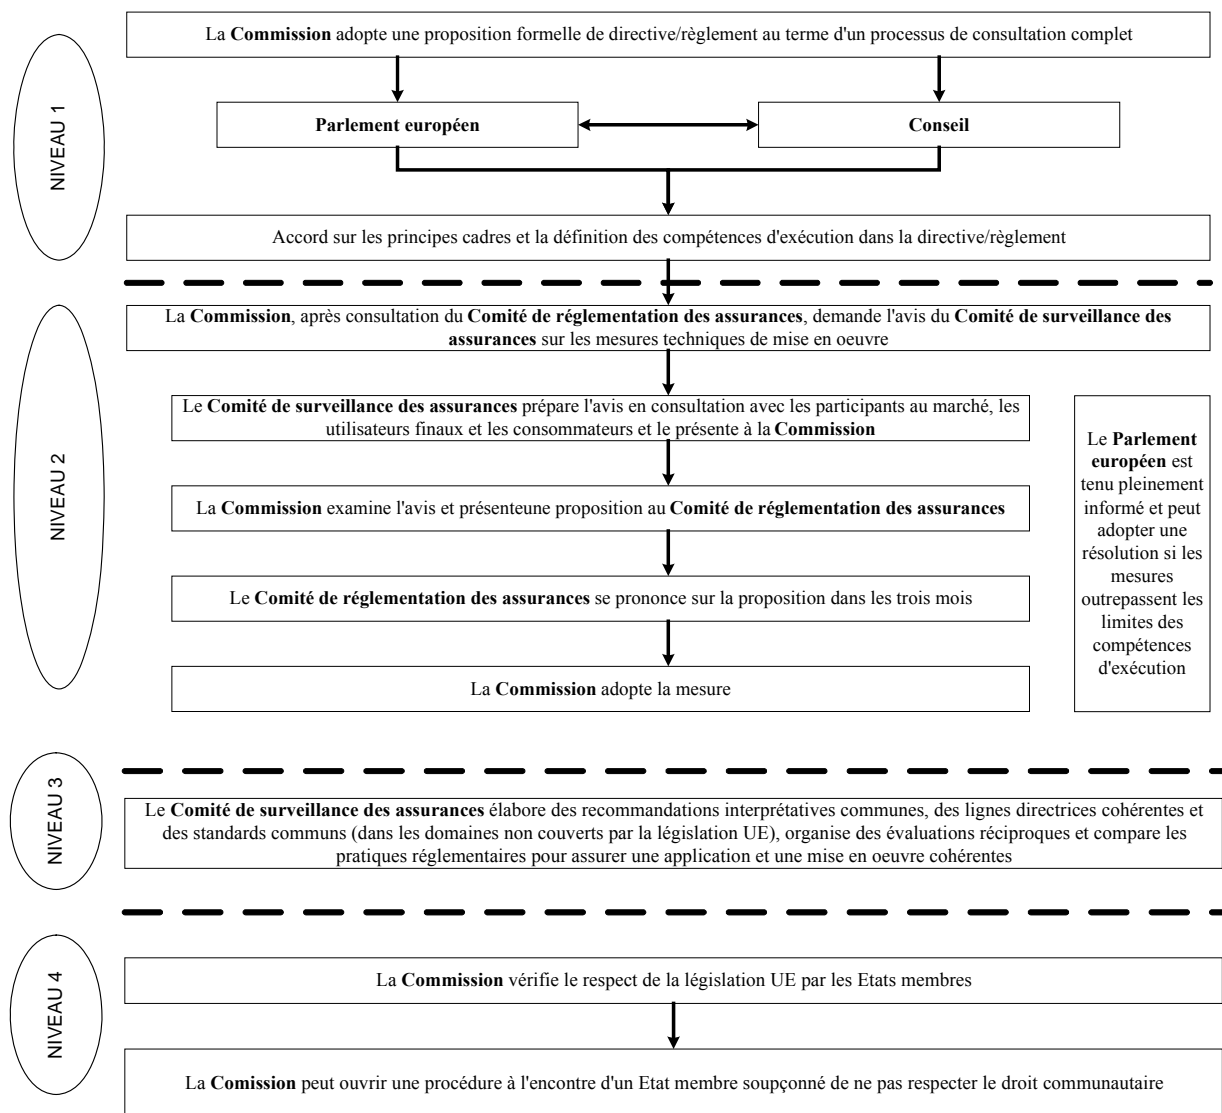 NIVEAU 1
La Commission adopte une proposition formelle de directive/règlement au terme d'un processus de consultation complet
Parlement européen
Conseil
Accord sur les principes cadres et la définition des compétences d'exécution dans la directive/règlement
NIVEAU 2
La Commission, après consultation du Comité de réglementation des assurances, demande l'avis du Comité de surveillance des
assurances sur les mesures techniques de mise en oeuvre
Le Comité de surveillance des assurances prépare l'avis en consultation avec les participants au marché, les
utilisateurs finaux et les consommateurs et le présente à la Commission
La Commission examine l'avis et présenteune proposition au Comité de réglementation des assurances
Le Comité de réglementation des assurances se prononce sur la proposition dans les trois mois
La Commission adopte la mesure
Le Parlement
européen est
tenu pleinement
informé et peut
adopter une
résolution si les
mesures
outrepassent les
limites des
compétences
d'exécution
NIVEAU 3
Le Comité de surveillance des assurances élabore des recommandations interprétatives communes, des lignes directrices cohérentes et
des standards communs (dans les domaines non couverts par la législation UE), organise des évaluations réciproques et compare les
pratiques réglementaires pour assurer une application et une mise en oeuvre cohérentes
NIVEAU 4
La Commission vérifie le respect de la législation UE par les Etats membres
La Comission peut ouvrir une procédure à l'encontre d'un Etat membre soupçonné de ne pas respecter le droit communautaire